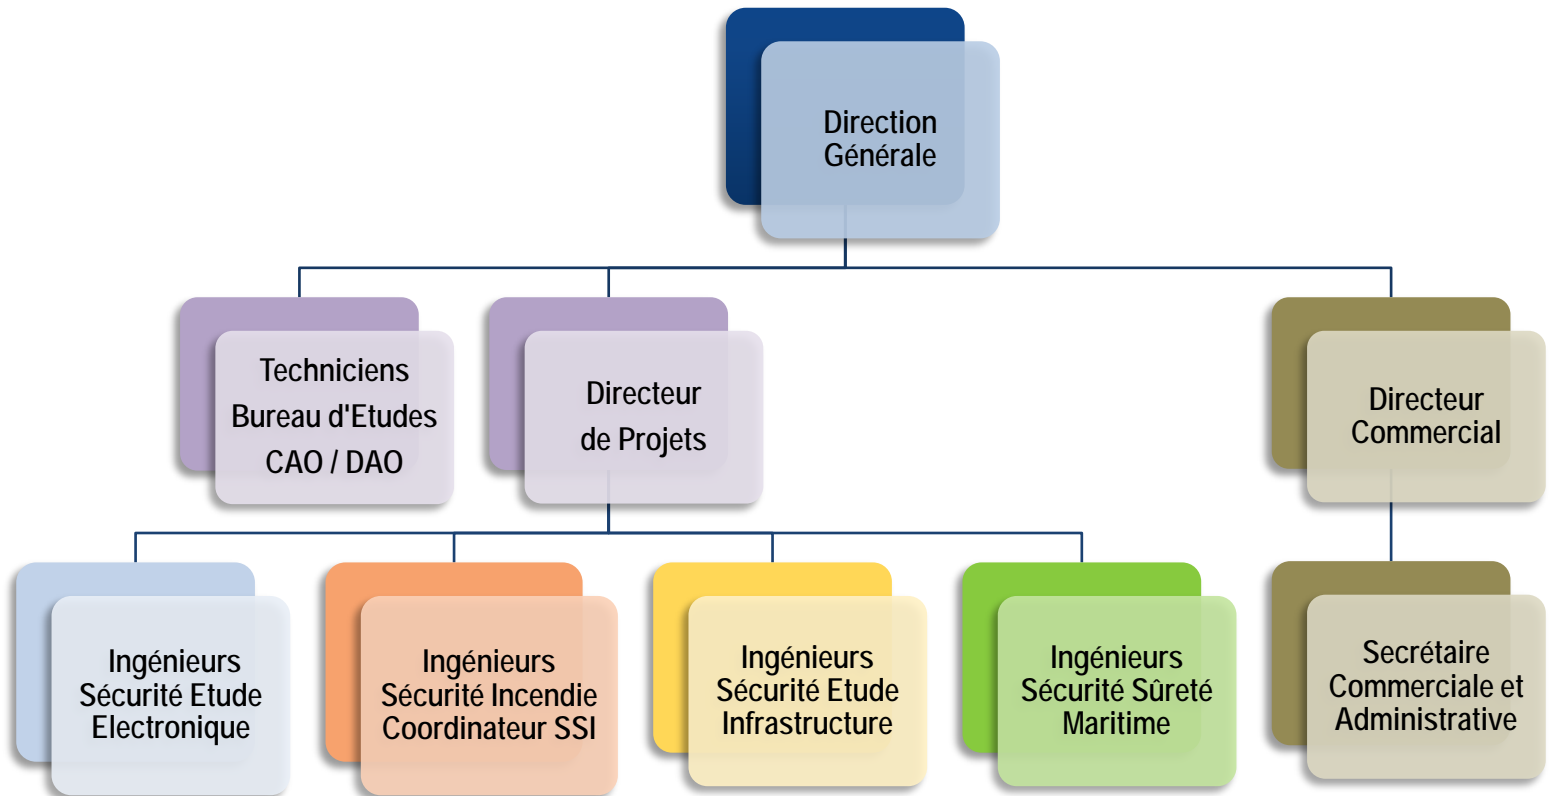 Direction
Générale
Techniciens
Bureau d'Etudes
CAO / DAO
Directeur
de Projets
Directeur
Commercial
Ingénieurs
Sécurité Etude
Electronique
Ingénieurs
Sécurité Incendie
Coordinateur SSI
Ingénieurs
Sécurité Etude
Infrastructure
Ingénieurs
Sécurité Sûreté
Maritime
Secrétaire
Commerciale et
Administrative